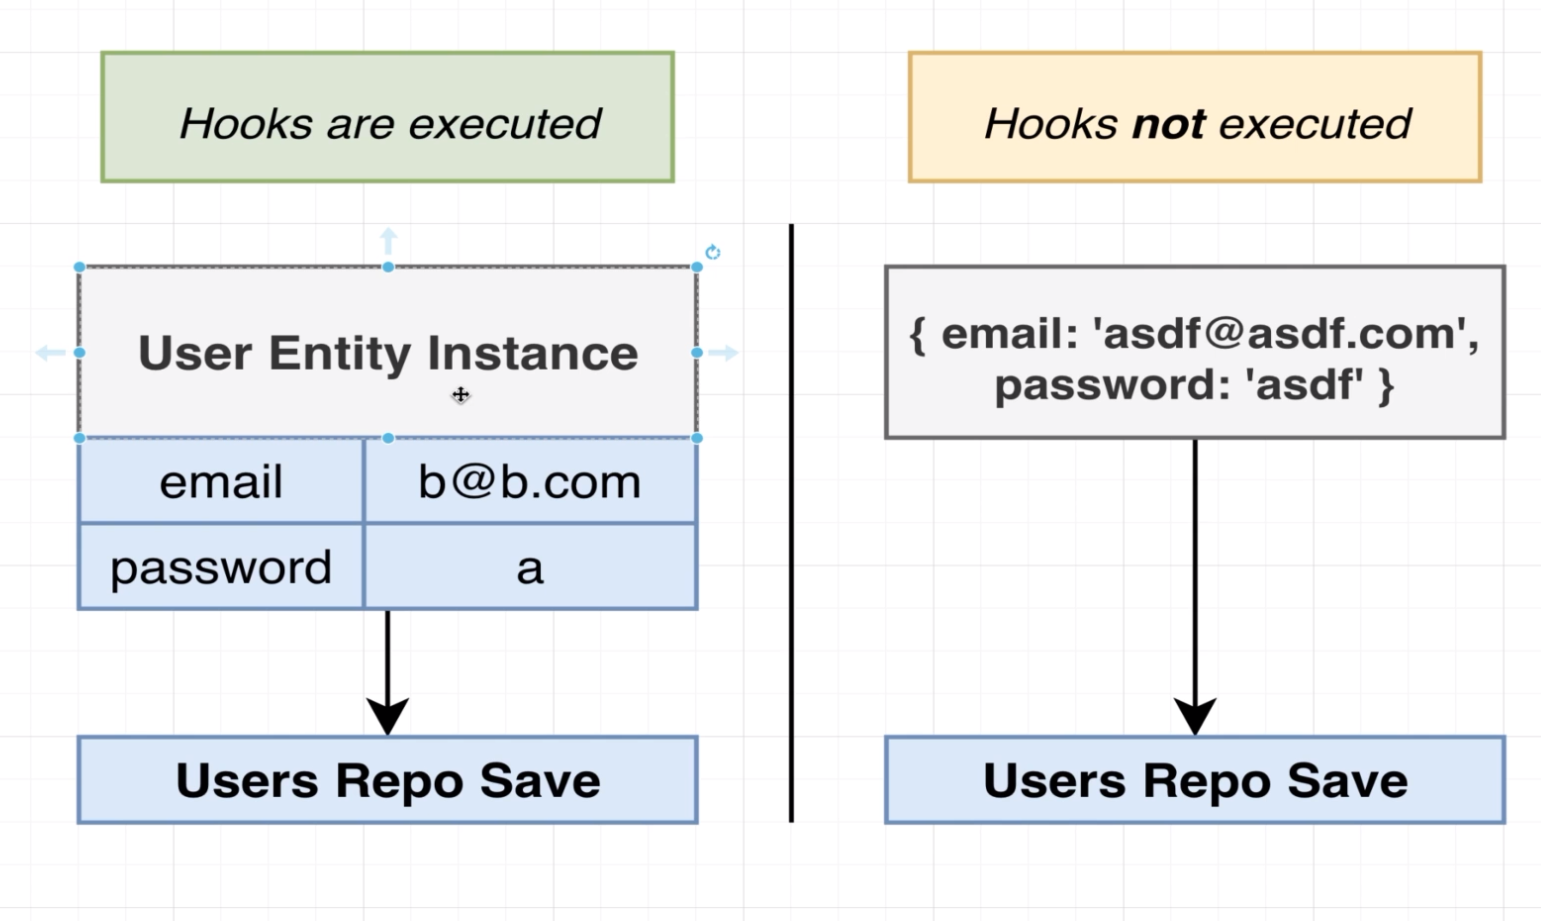 Hooks are executed
Hooks not executed
User Entity Instance
email
b@b.com
password
a
Users Repo Save
{ email: 'asdf@asdf.com',
password: 'asdf' }
Users Repo Save